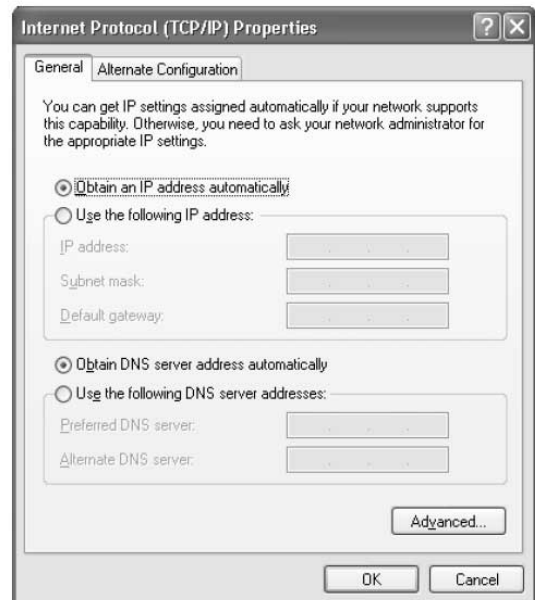 Internet Protocol (TCP/IP) Properties
General
Alternate Configuration
You can get IP settings assigned automatically if your network supports
this capability. Otherwise, you need to ask your network administrator for
the appropriate IP settings.
Obtain an IP address automatically
Use the following IP address:
IP address:
Subnet mask:
Default gateway:
Obtain DNS server address automatically
Use the following DNS server addresses:
Preferred DNS server:
Alternate DNS server:
Advanced...
OK
Cancel